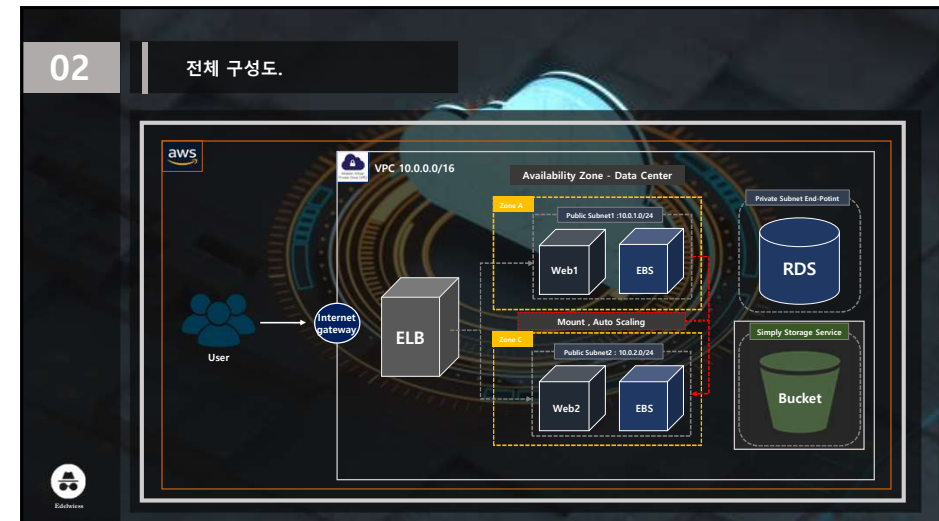 02
전체 구성도.
aws
VPC 10.0.0.0/16
Availability Zone - Data Center
Zone A
Public Subnet1 :10.0.1.0/24
Web1
EBS
Private Subnet End-Potint
RDS
Mount , Auto Scaling
Internet
gateway
ELB
User
Zone C
Public Subnet2 : 10.0.2.0/24
Web2
EBS
Simply Storage Service
Bucket
Edelwiess